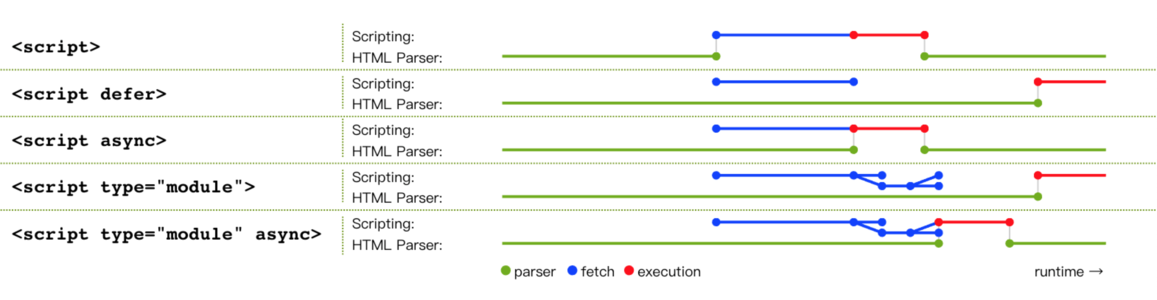 <script>
Scripting:
HTML Parser:
<script defer>
Scripting:
HTML Parser:
<script async>
Scripting:
HTML Parser:
<script type="module">
Scripting:
HTML Parser:
<script type="module" async>
Scripting:
HTML Parser:
parser fetch execution runtime →